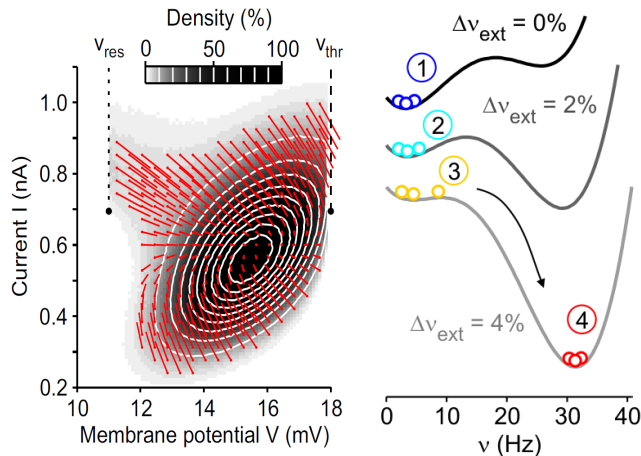 Density (%)
0 50 100
v_res
v_thr
Current I (nA)
1.0
0.8
0.6
0.4
0.2
10 12 14 16 18
Membrane potential V (mV)
Δν_ext = 0%
1
2
Δν_ext = 2%
3
4
Δν_ext = 4%
0 10 20 30 40
ν (Hz)